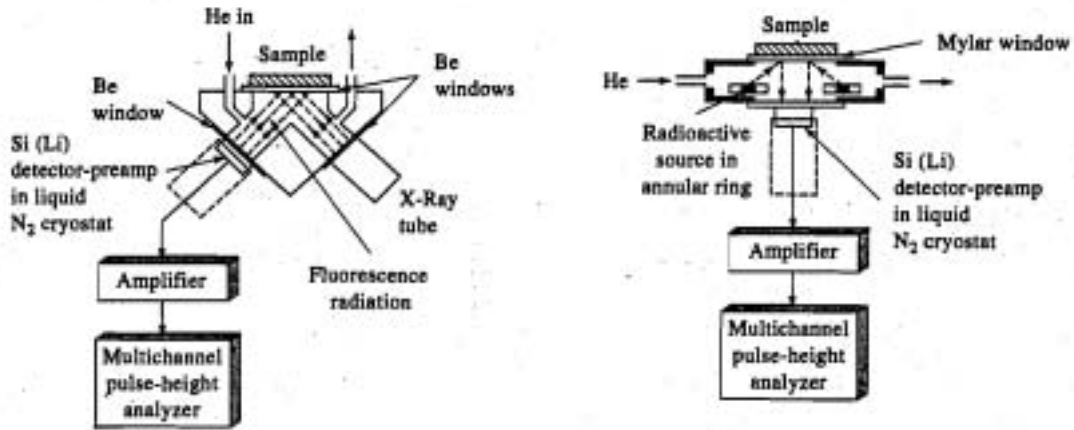 He in
Sample
Be
windows
Be
window
Si (Li)
detector-preamp
in liquid
N₂ cryostat
X-Ray
tube
Fluorescence
radiation
Amplifier
Multichannel
pulse-height
analyzer
Sample
Mylar window
He
Radioactive
source in
annular ring
Si (Li)
detector-preamp
in liquid
N₂ cryostat
Amplifier
Multichannel
pulse-height
analyzer